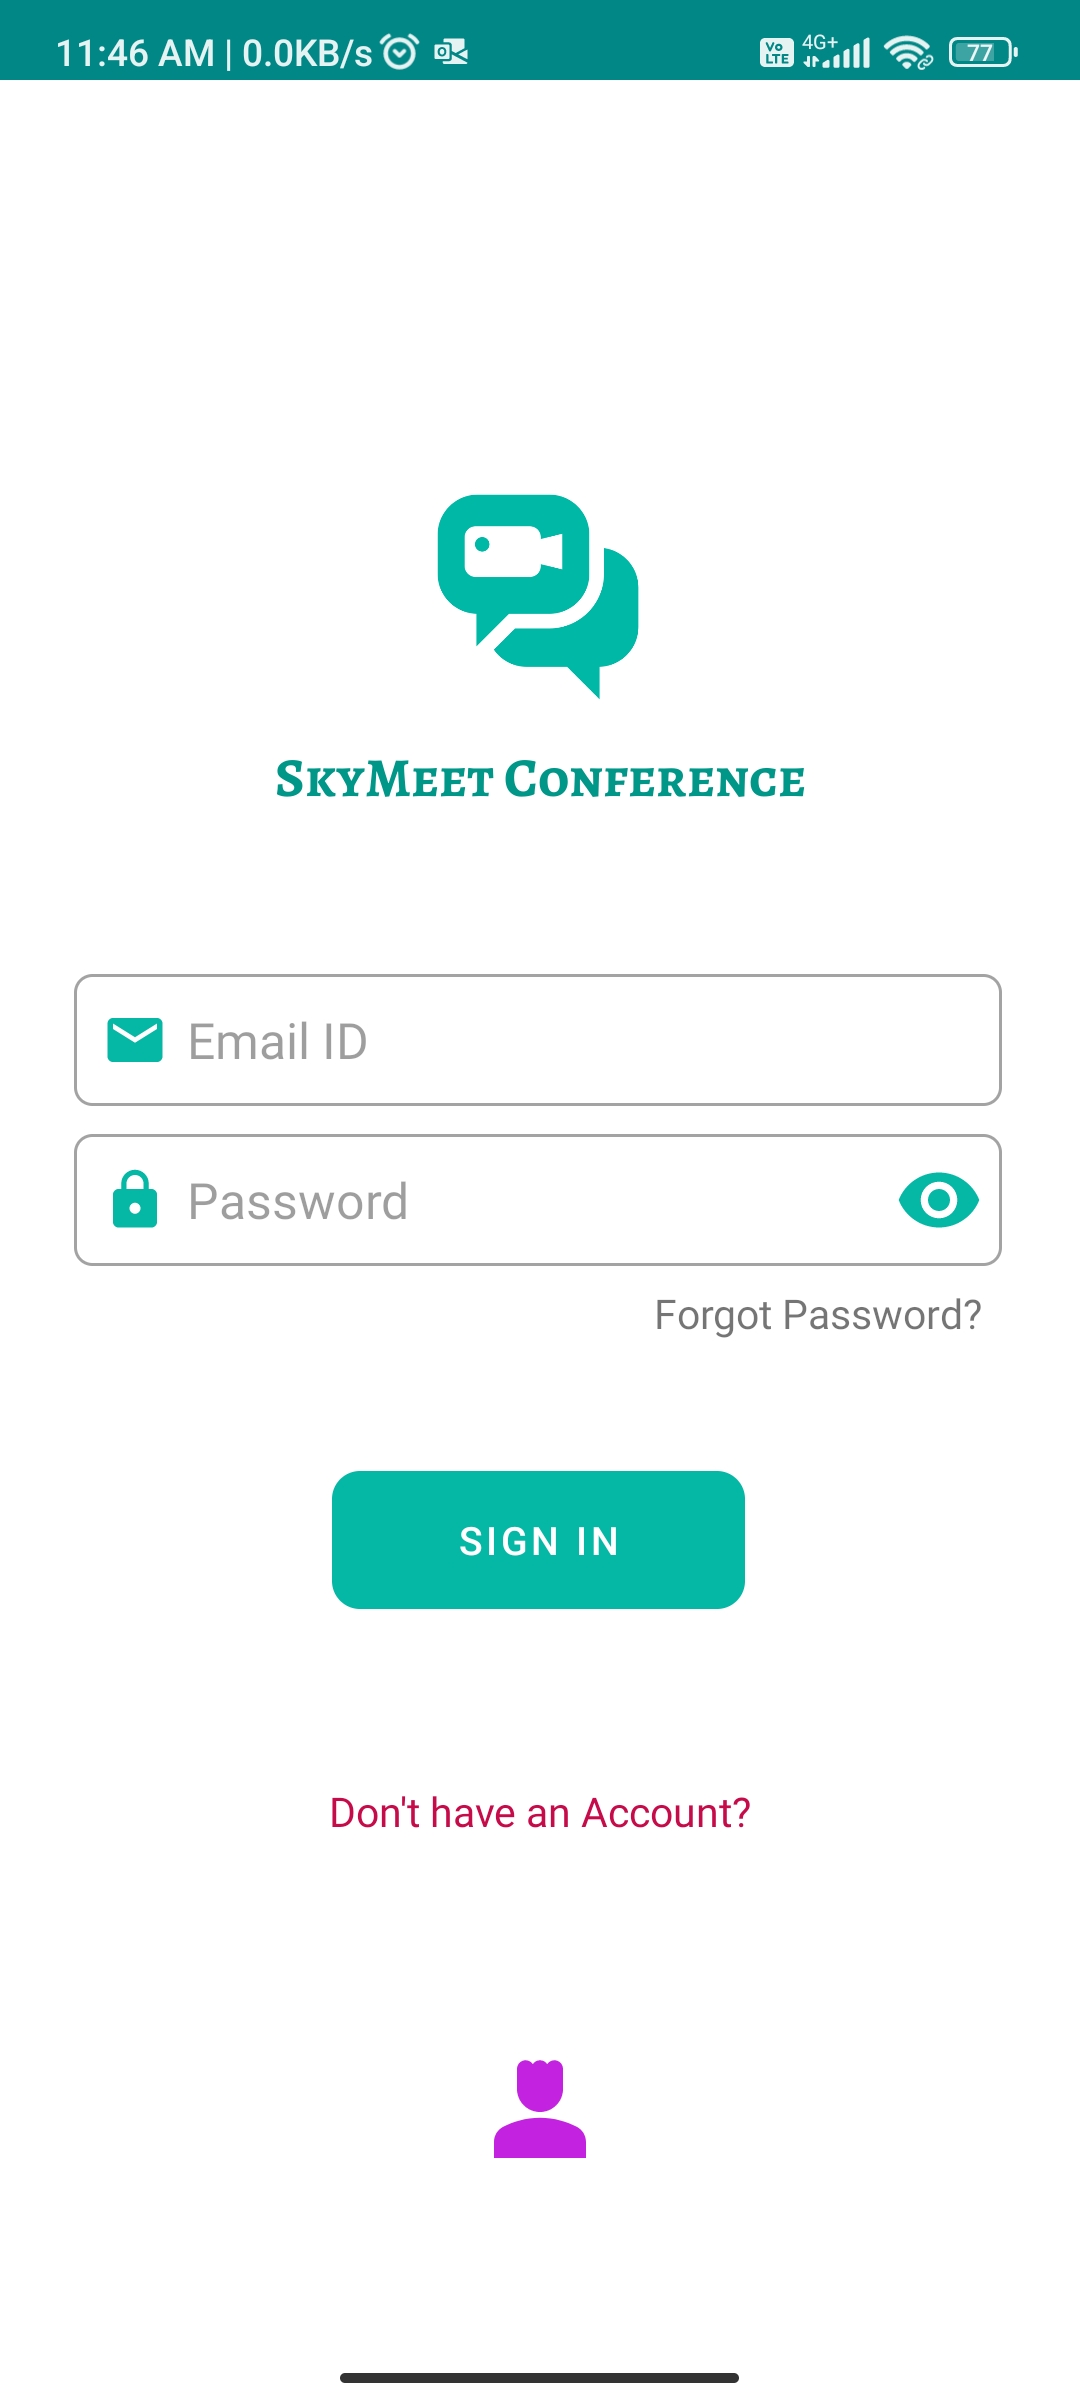 11:46 AM | 0.0KB/s Vo LTE 4G+ 77
SkyMeet Conference
Email ID
Password
Forgot Password?
SIGN IN
Don't have an Account?